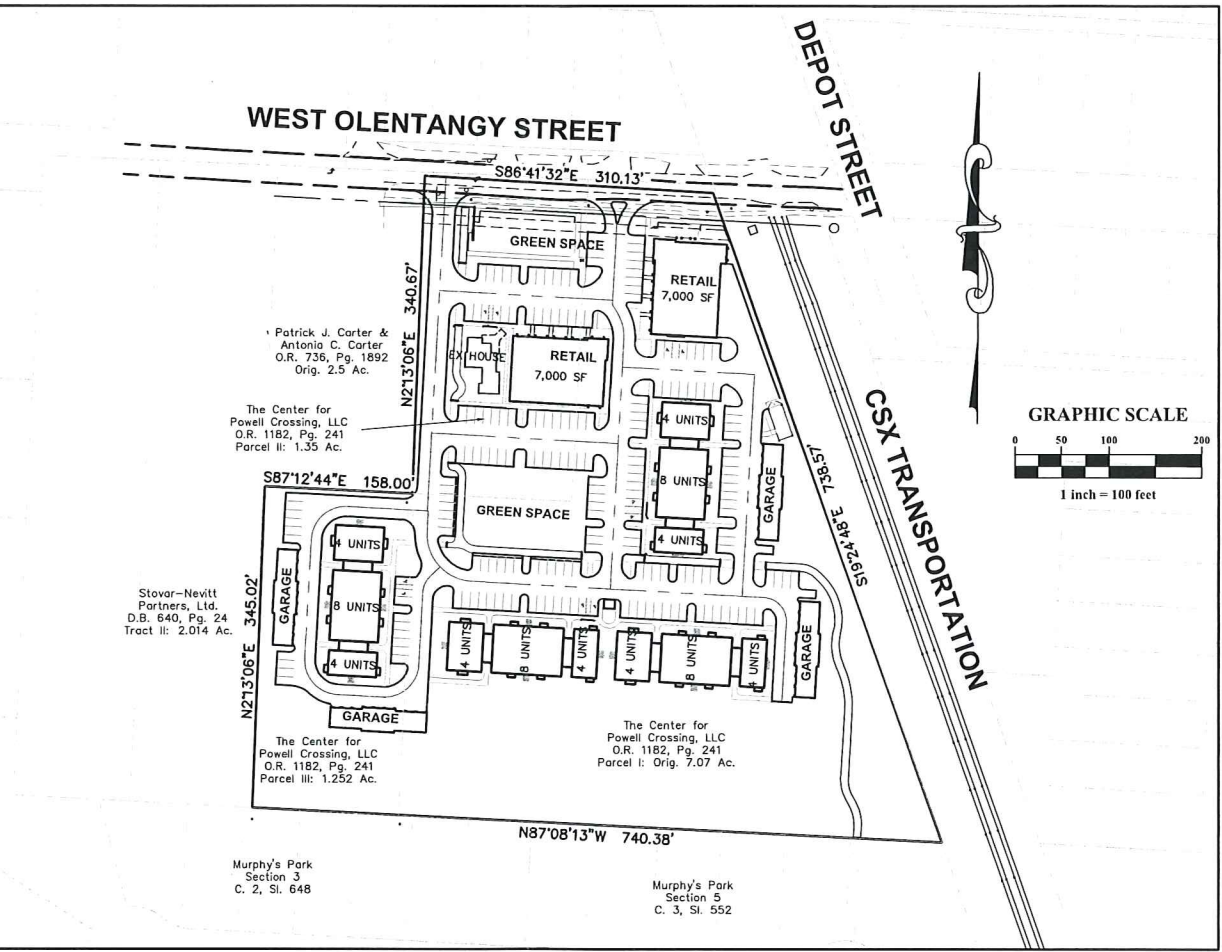 DEPOT STREET
WEST OLENTANGY STREET
S86°41'32"E 310.13'
GREEN SPACE
RETAIL
7,000 SF
N2°13'06"E 340.67'
Patrick J. Carter &
Antonia C. Carter
O.R. 736, Pg. 1892
Orig. 2.5 Ac.
EX HOUSE
RETAIL
7,000 SF
The Center for
Powell Crossing, LLC
O.R. 1182, Pg. 241
Parcel II: 1.35 Ac.
4 UNITS
8 UNITS
4 UNITS
GARAGE
S19°24'48"E 738.57'
CSX TRANSPORTATION
GRAPHIC SCALE
0 50 100 200
1 inch = 100 feet
S87°12'44"E 158.00'
GREEN SPACE
4 UNITS
8 UNITS
4 UNITS
GARAGE
Stovar-Nevitt
Partners, Ltd.
D.B. 640, Pg. 24
Tract II: 2.014 Ac.
N2°13'06"E 345.02'
4 UNITS
8 UNITS
4 UNITS
4 UNITS
8 UNITS
4 UNITS
GARAGE
GARAGE
The Center for
Powell Crossing, LLC
O.R. 1182, Pg. 241
Parcel III: 1.252 Ac.
The Center for
Powell Crossing, LLC
O.R. 1182, Pg. 241
Parcel I: Orig. 7.07 Ac.
N87°08'13"W 740.38'
Murphy's Park
Section 3
C. 2, Sl. 648
Murphy's Park
Section 5
C. 3, Sl. 552